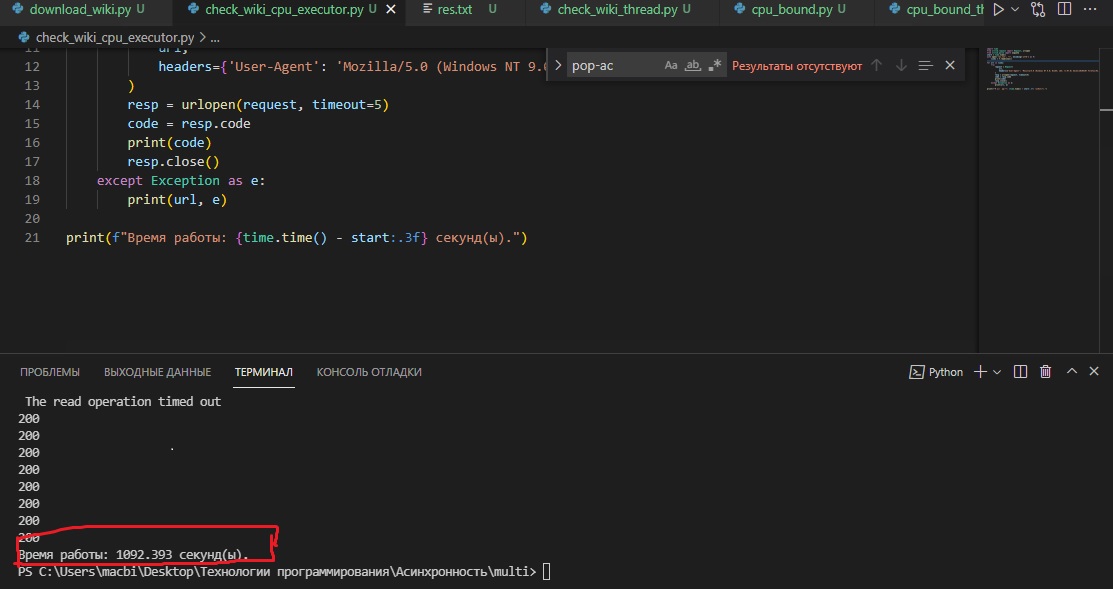 download_wiki.py U check_wiki_cpu_executor.py U res.txt U check_wiki_thread.py U cpu_bound.py U cpu_bound_th
check_wiki_cpu_executor.py > ...
pop-ac Aa ab Результаты отсутствуют
11 url,
12 headers={'User-Agent': 'Mozilla/5.0 (Windows NT 9.0
13 )
14 resp = urlopen(request, timeout=5)
15 code = resp.code
16 print(code)
17 resp.close()
18 except Exception as e:
19 print(url, e)
20
21 print(f"Время работы: {time.time() - start:.3f} секунд(ы).")
ПРОБЛЕМЫ ВЫХОДНЫЕ ДАННЫЕ ТЕРМИНАЛ КОНСОЛЬ ОТЛАДКИ Python
The read operation timed out
200
200
200
200
200
200
200
200
Время работы: 1092.393 секунд(ы).
PS C:\Users\macbi\Desktop\Технологии программирования\Асинхронность\multi>